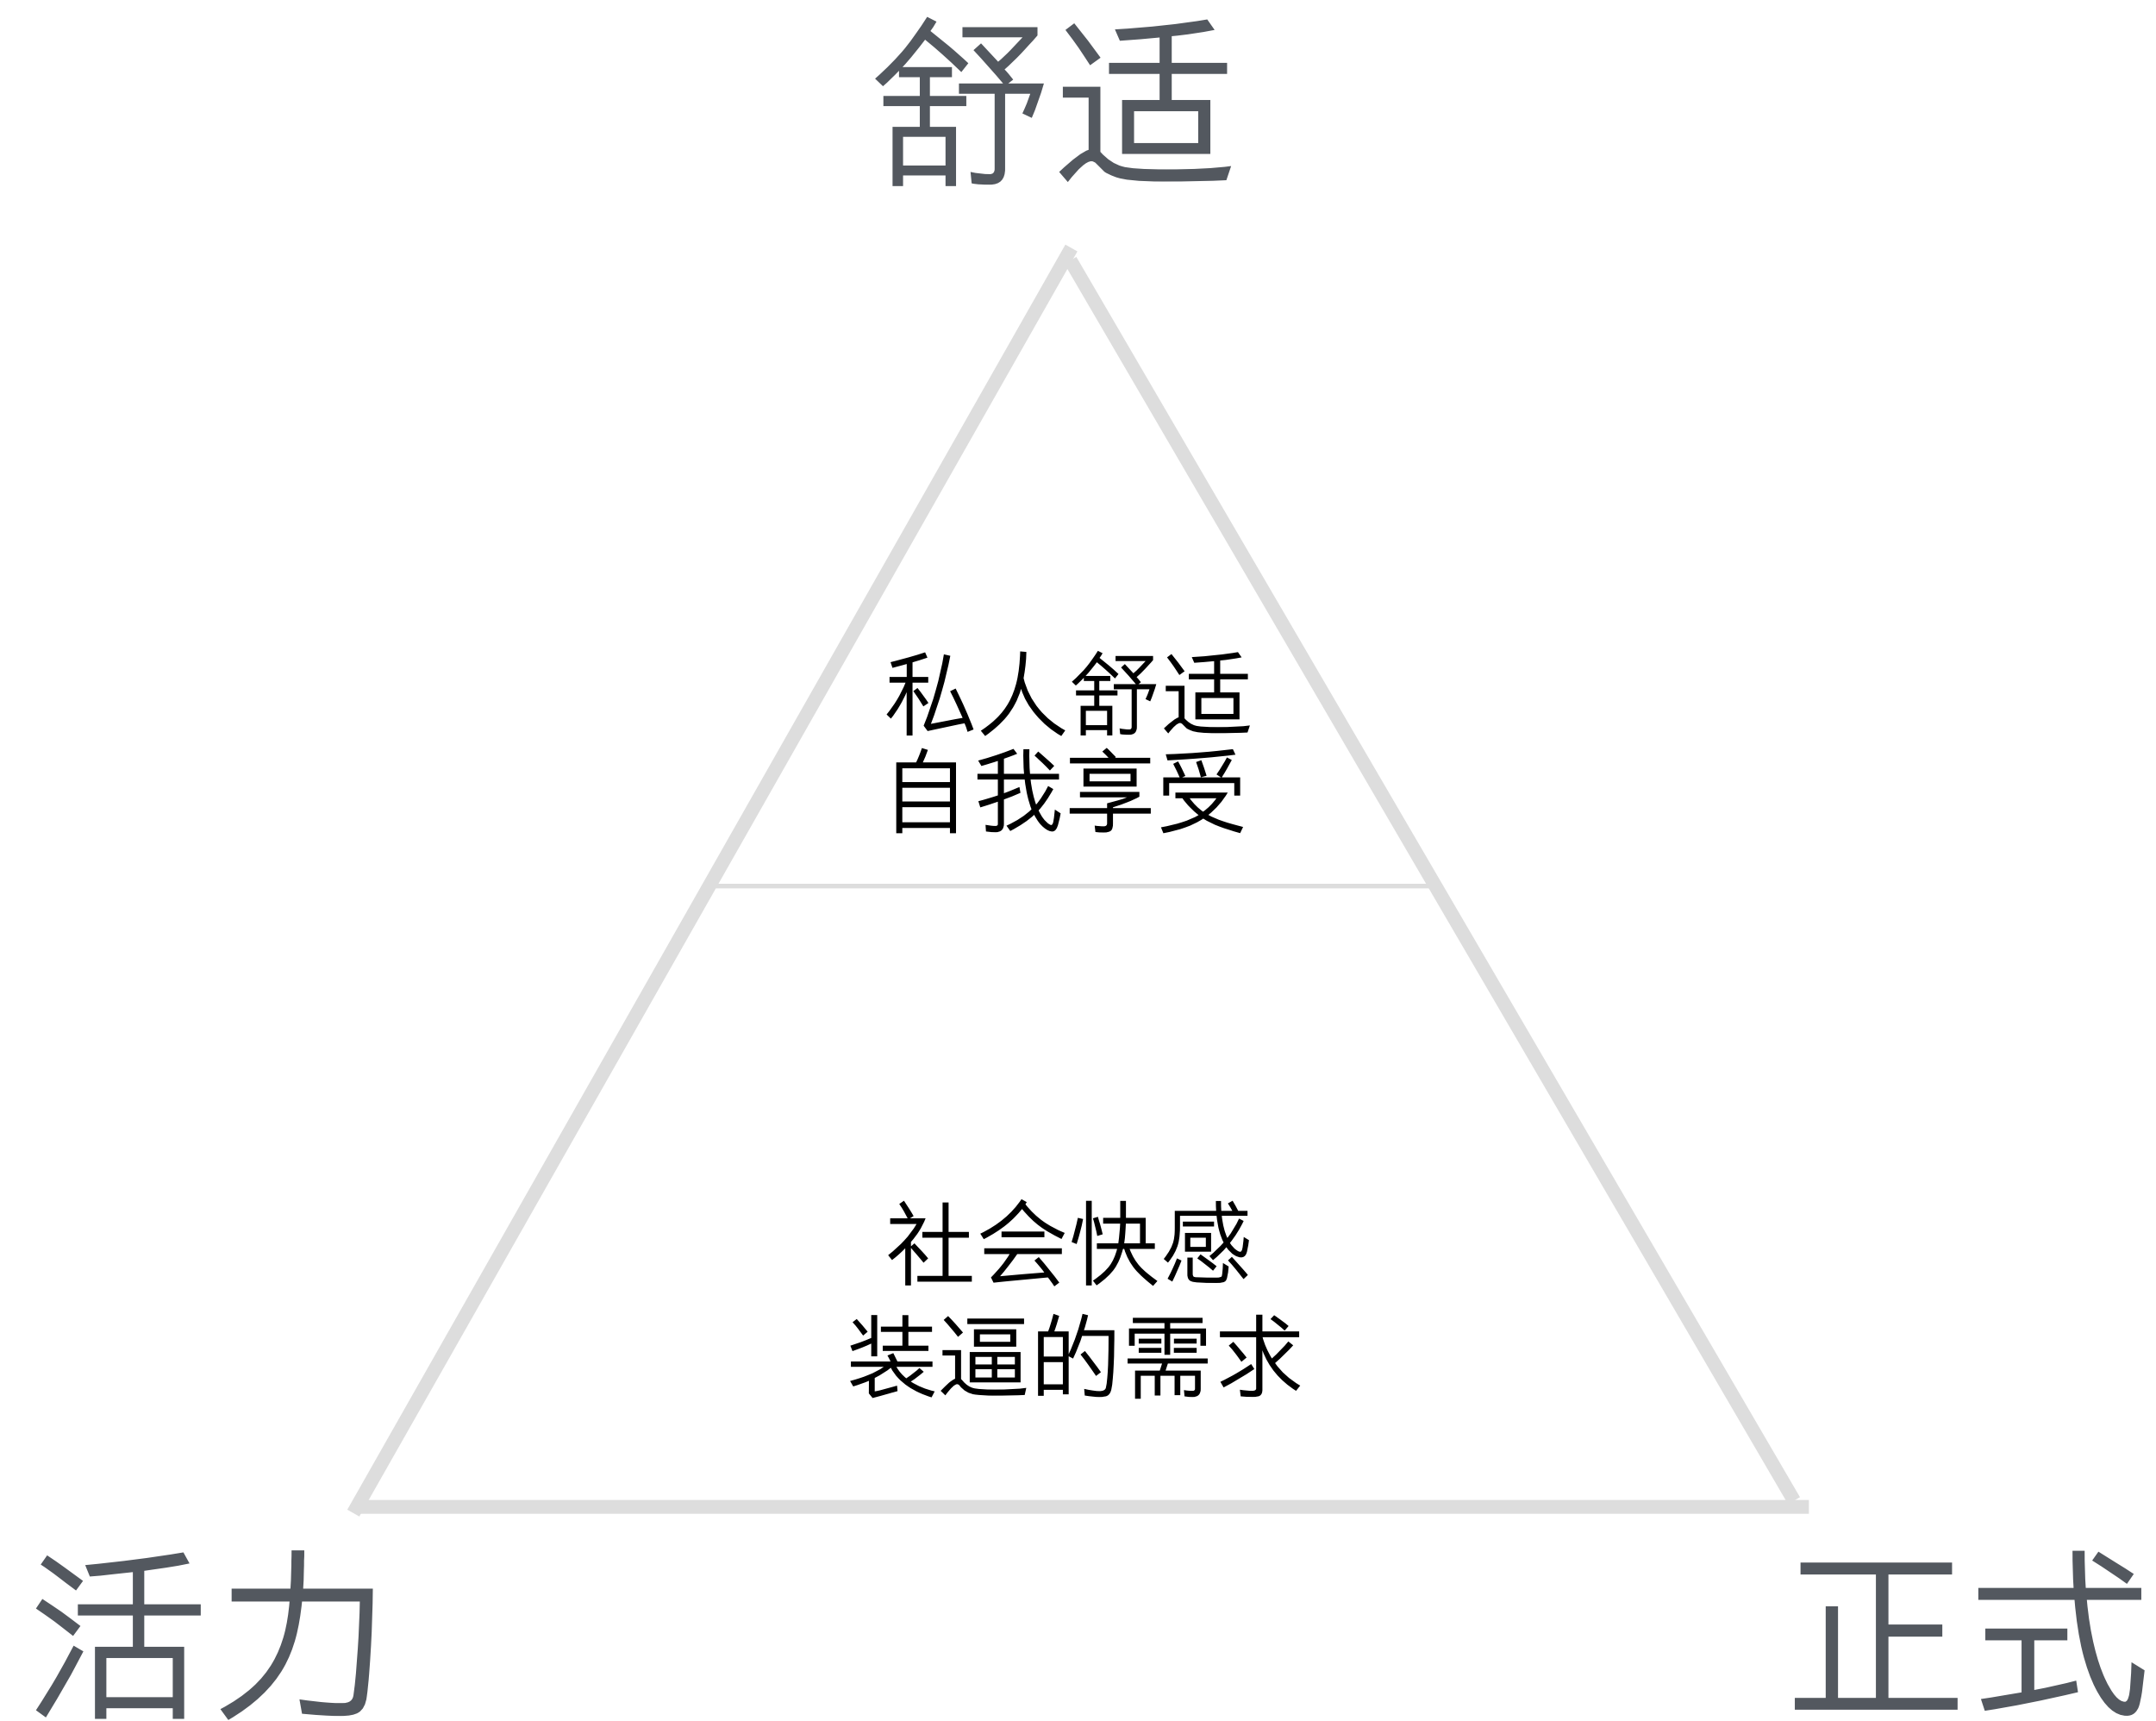 舒适
私人舒适
自我享受
社会快感
装逼的需求
活力
正式